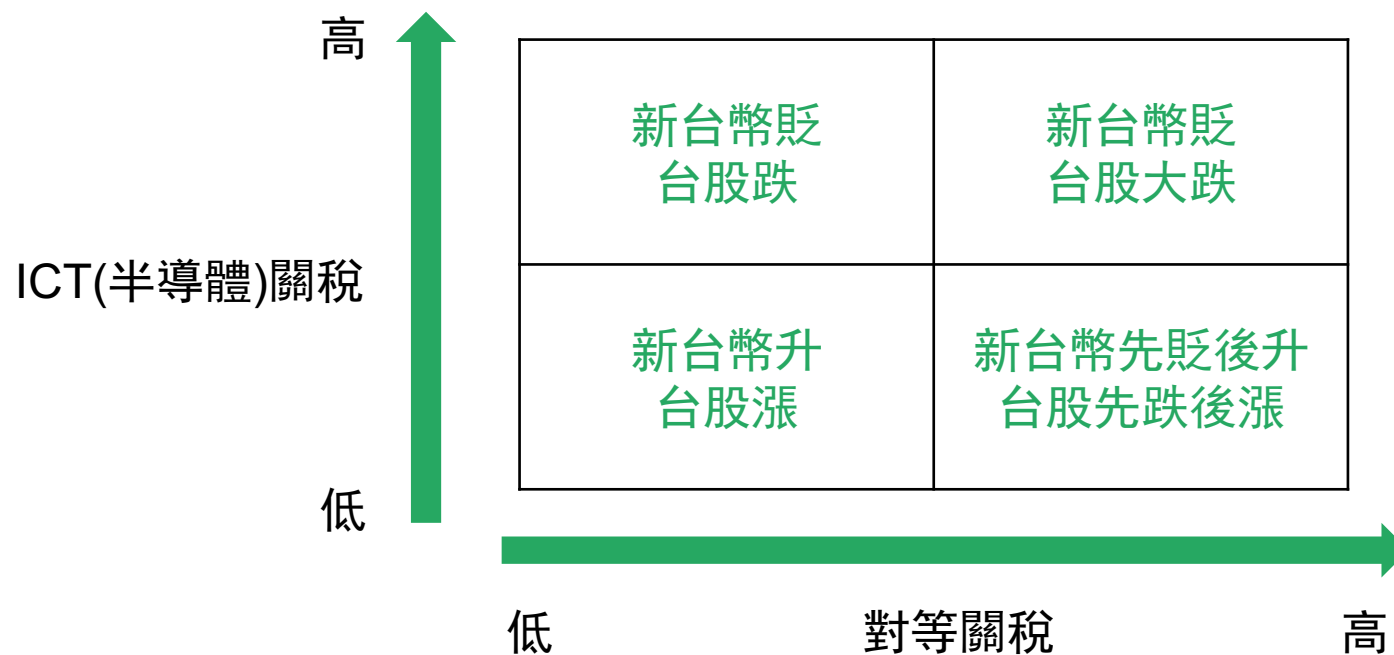 高
新台幣貶
台股跌
新台幣貶
台股大跌
ICT(半導體)關稅
新台幣升
台股漲
新台幣先貶後升
台股先跌後漲
低
低
對等關稅
高